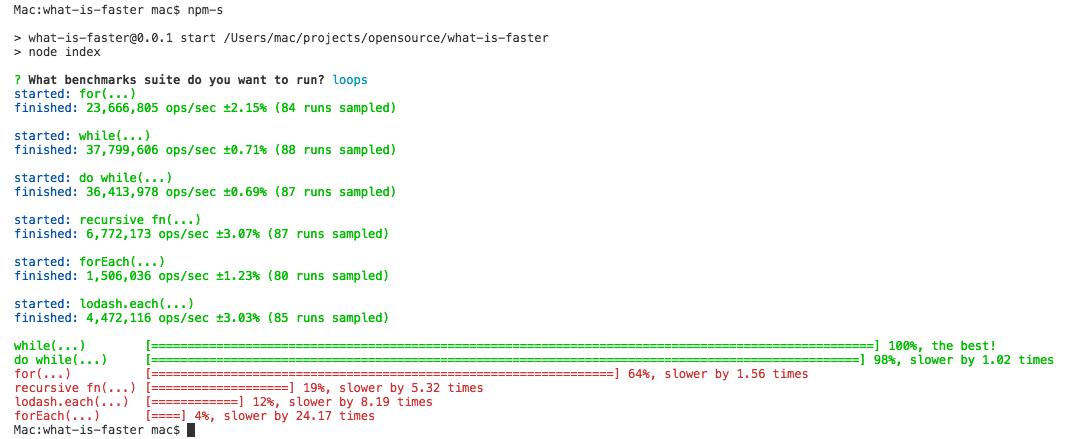 Mac:what-is-faster mac$ npm-s
> what-is-faster@0.0.1 start /Users/mac/projects/opensource/what-is-faster
> node index
? What benchmarks suite do you want to run? loops
started: for(...)
finished: 23,666,805 ops/sec ±2.15% (84 runs sampled)
started: while(...)
finished: 37,799,606 ops/sec ±0.71% (88 runs sampled)
started: do while(...)
finished: 36,413,978 ops/sec ±0.69% (87 runs sampled)
started: recursive fn(...)
finished: 6,772,173 ops/sec ±3.07% (87 runs sampled)
started: forEach(...)
finished: 1,506,036 ops/sec ±1.23% (80 runs sampled)
started: lodash.each(...)
finished: 4,472,116 ops/sec ±3.03% (85 runs sampled)
while(...) [====================================================================================================] 100%, the best!
do while(...) [==================================================================================================] 98%, slower by 1.02 times
for(...) [================================================================] 64%, slower by 1.56 times
recursive fn(...) [===================] 19%, slower by 5.32 times
lodash.each(...) [============] 12%, slower by 8.19 times
forEach(...) [====] 4%, slower by 24.17 times
Mac:what-is-faster mac$